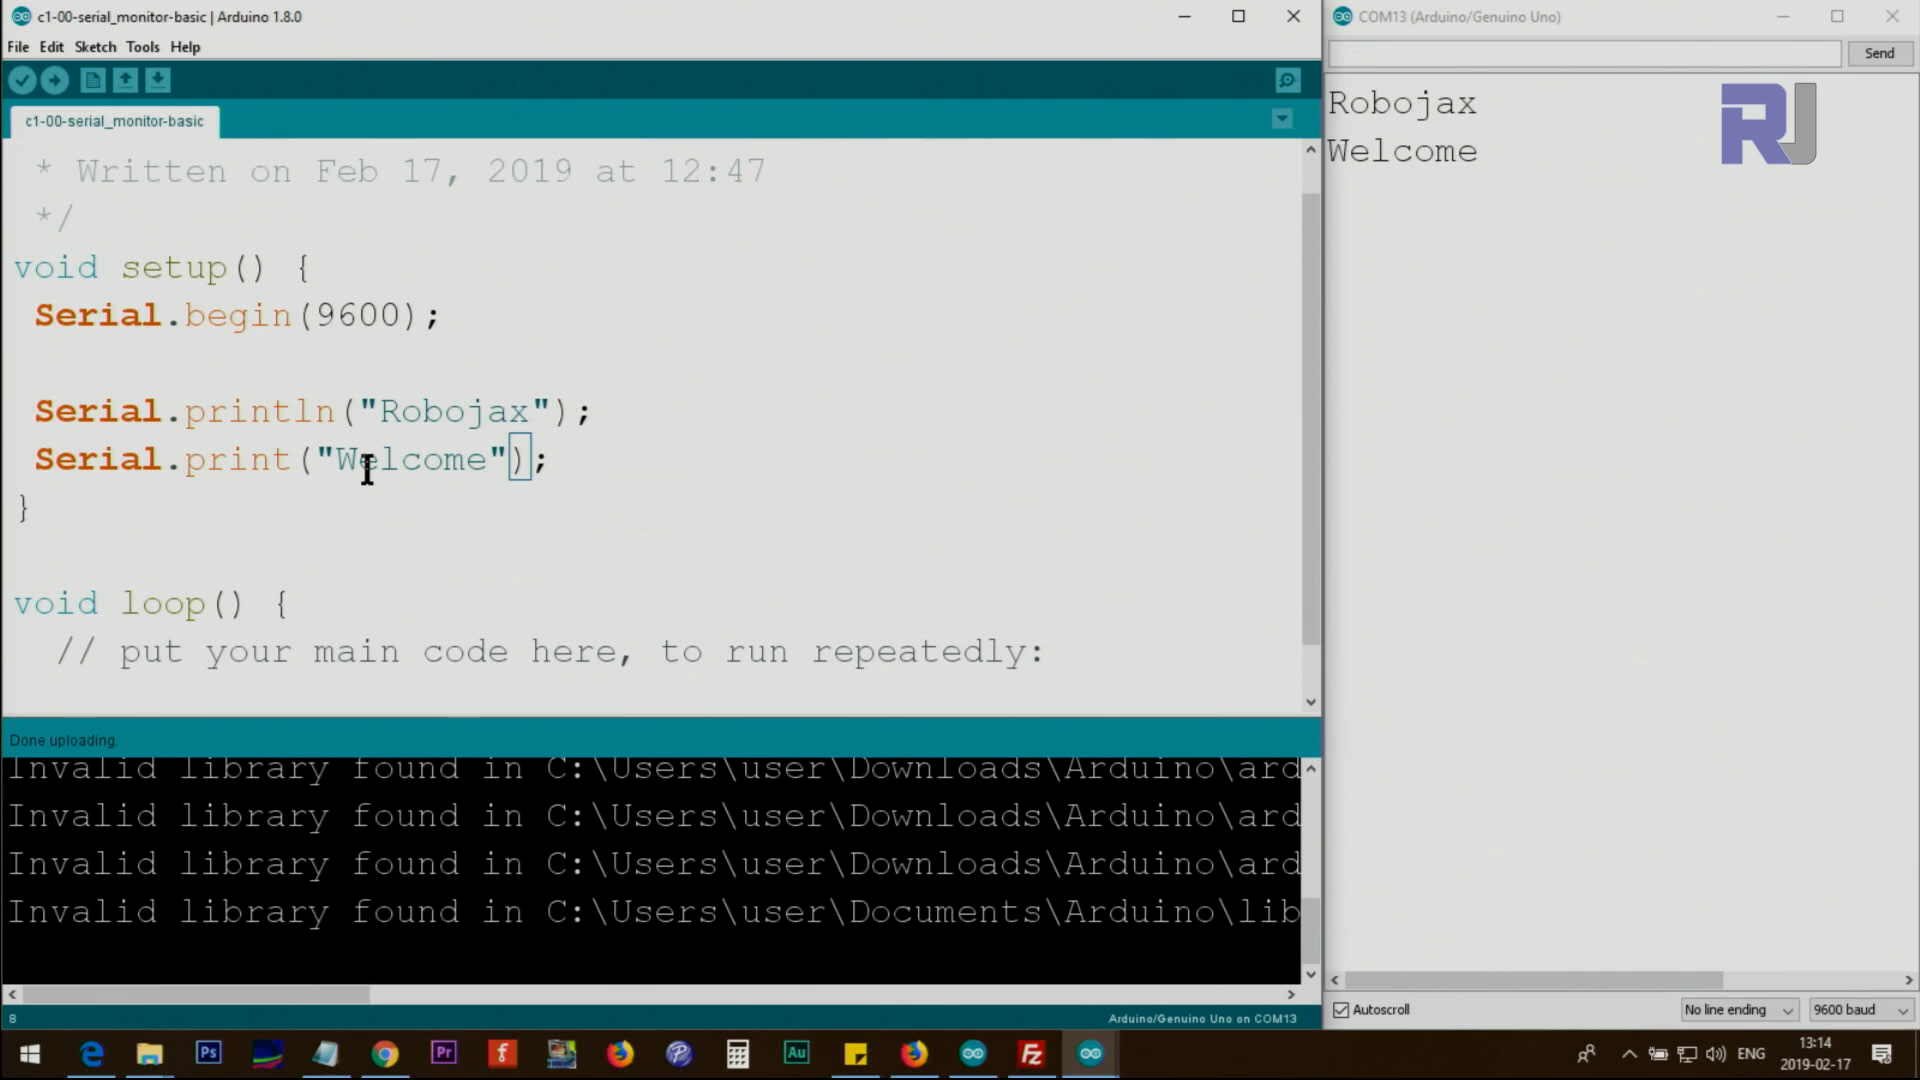 c1-00-serial_monitor-basic | Arduino 1.8.0
File Edit Sketch Tools Help
c1-00-serial_monitor-basic
* Written on Feb 17, 2019 at 12:47
*/
void setup() {
Serial.begin(9600);
Serial.println("Robojax");
Serial.print("Welcome");
}
void loop() {
// put your main code here, to run repeatedly:
Done uploading.
Invalid library found in C:\Users\user\Downloads\Arduino\ard
Invalid library found in C:\Users\user\Downloads\Arduino\ard
Invalid library found in C:\Users\user\Downloads\Arduino\ard
Invalid library found in C:\Users\user\Documents\Arduino\lib
8
Arduino/Genuino Uno on COM13
COM13 (Arduino/Genuino Uno)
Send
Robojax
Welcome
RJ
Autoscroll
No line ending
9600 baud
Ps
Pr
f
Au
Fz
ENG
13:14
2019-02-17